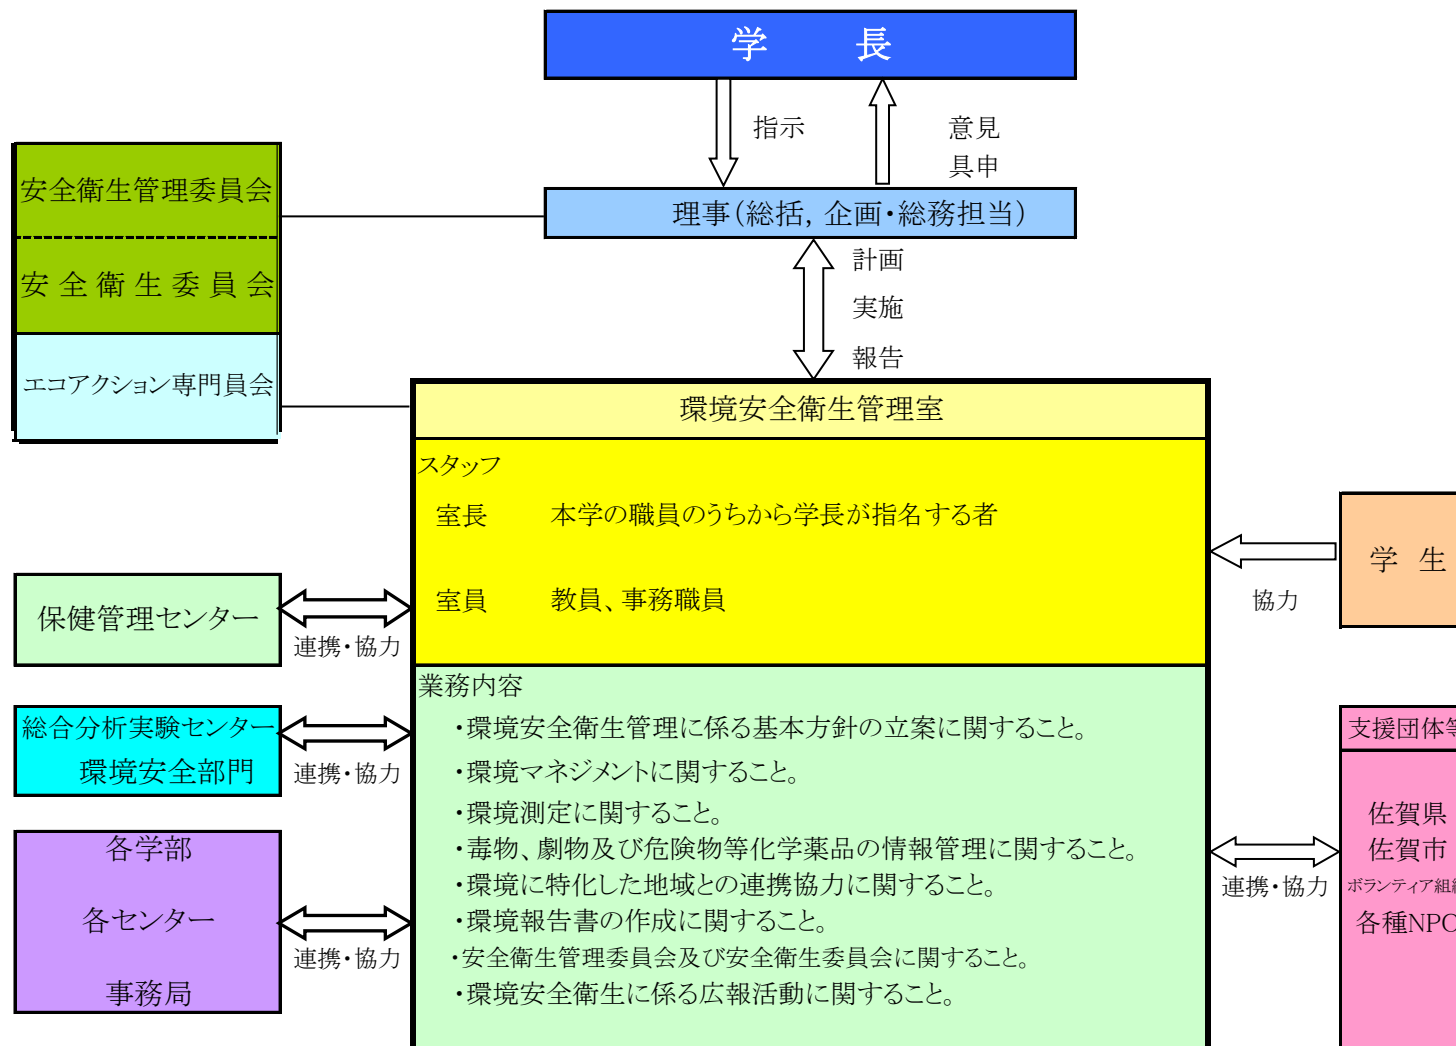 学　長
指示
意見
具申
安全衛生管理委員会
安全衛生委員会
エコアクション専門員会
理事(総括, 企画・総務担当)
計画
実施
報告
環境安全衛生管理室
スタッフ
室長　本学の職員のうちから学長が指名する者
室員　教員、事務職員
学 生
協力
保健管理センター
連携・協力
業務内容
・環境安全衛生管理に係る基本方針の立案に関すること。
・環境マネジメントに関すること。
・環境測定に関すること。
・毒物、劇物及び危険物等化学薬品の情報管理に関すること。
・環境に特化した地域との連携協力に関すること。
・環境報告書の作成に関すること。
・安全衛生管理委員会及び安全衛生委員会に関すること。
・環境安全衛生に係る広報活動に関すること。
総合分析実験センター
環境安全部門
連携・協力
各学部
各センター
事務局
連携・協力
支援団体等
佐賀県
佐賀市
ボランティア組
各種NPO
連携・協力